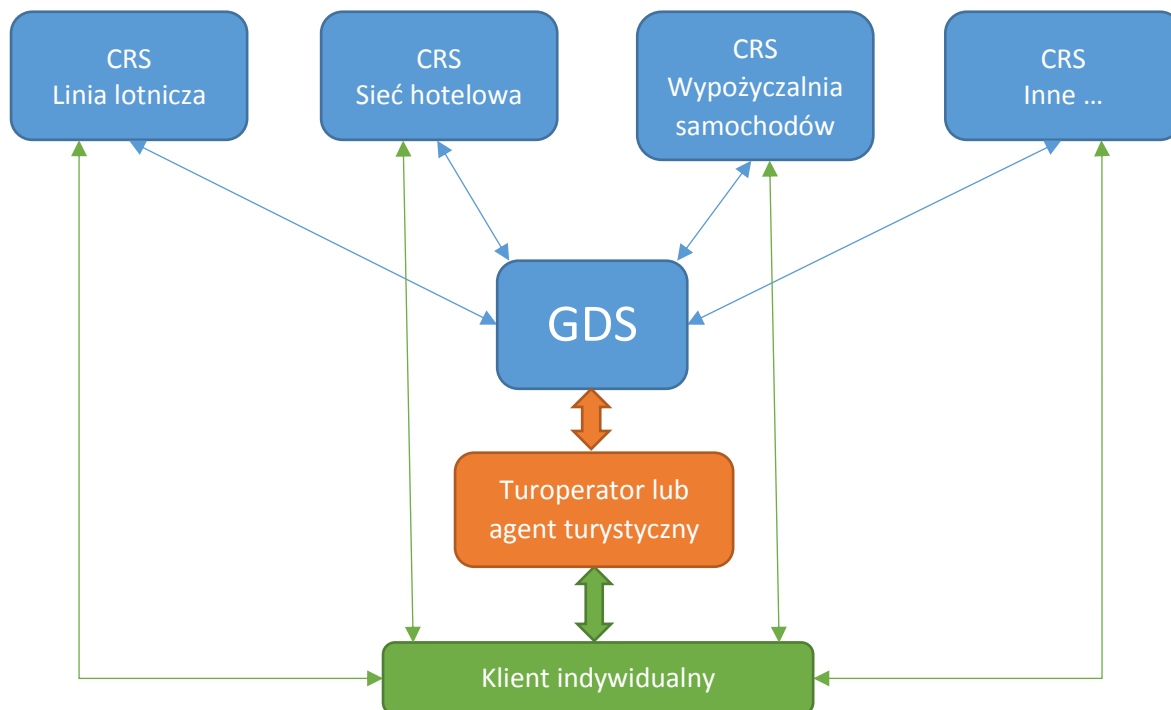 CRS
Linia lotnicza
CRS
Sieć hotelowa
CRS
Wypożyczalnia
samochodów
CRS
Inne ...
GDS
Turoperator lub
agent turystyczny
Klient indywidualny